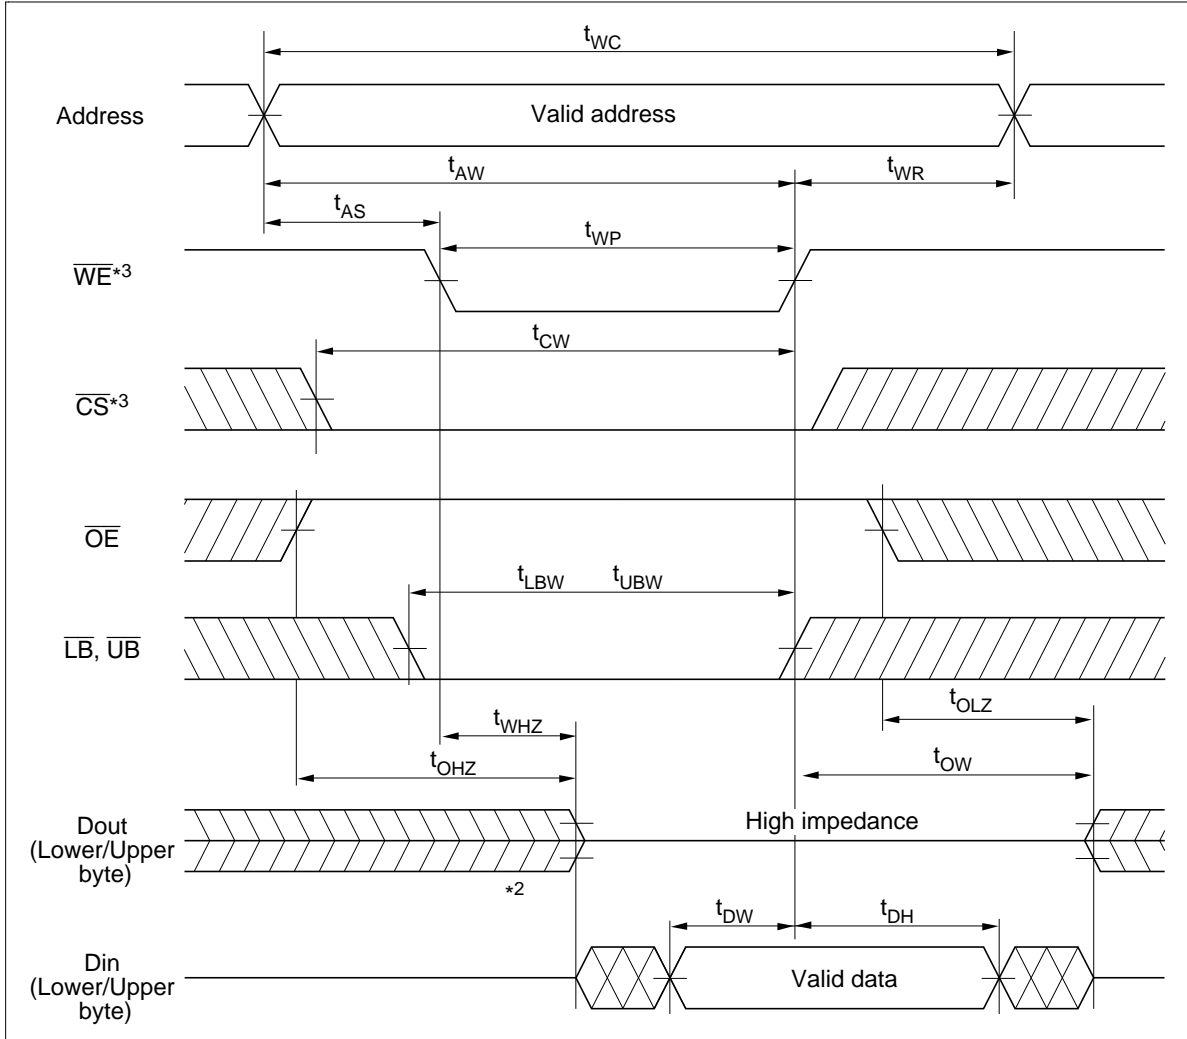 tWC
Address
Valid address
tAW
tWR
tAS
tWP
WE*3
tCW
CS*3
OE
tLBW tUBW
LB, UB
tOLZ
tWHZ
tOHZ
tOW
Dout
(Lower/Upper
byte)
High impedance
*2
tDW
tDH
Din
(Lower/Upper
byte)
Valid data